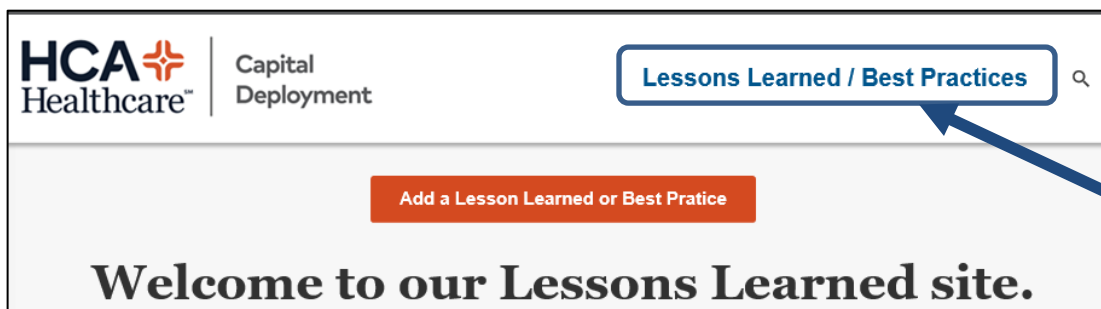 HCA Healthcare℠
Capital
Deployment
Lessons Learned / Best Practices
Add a Lesson Learned or Best Pratice
Welcome to our Lessons Learned site.